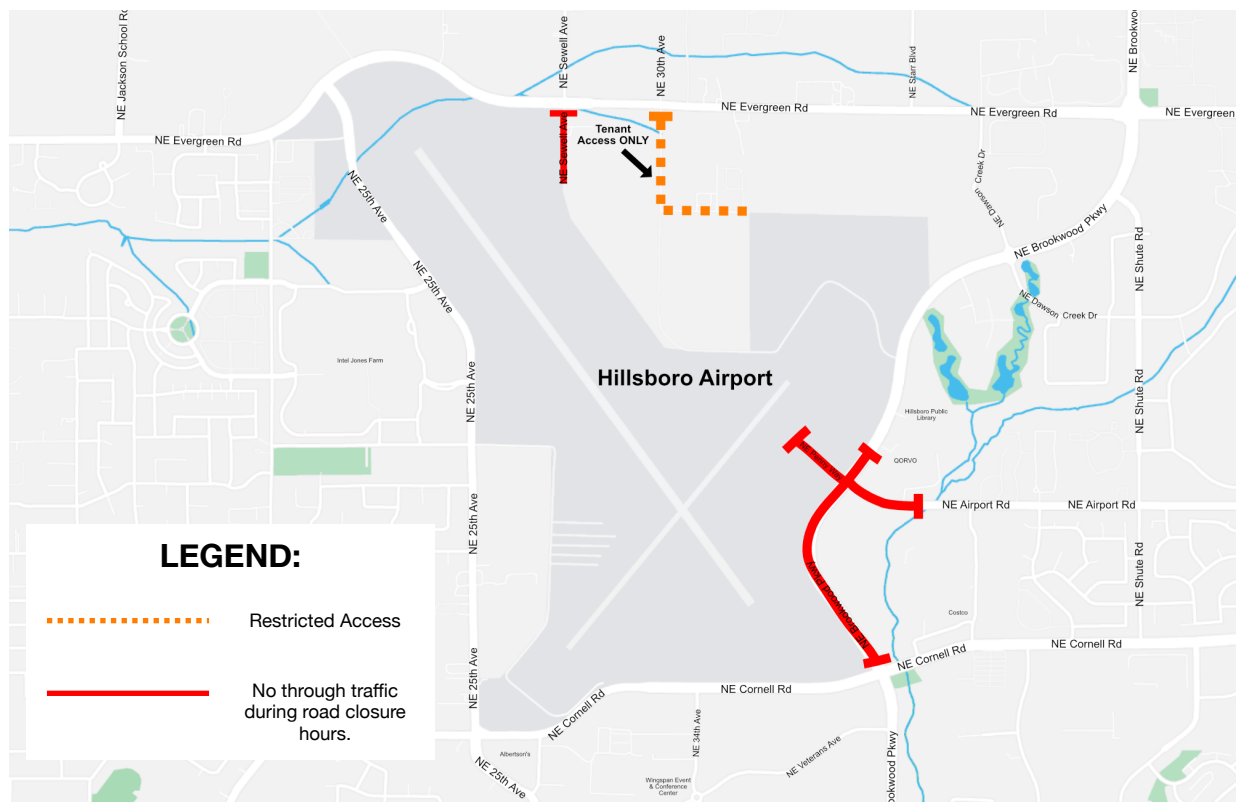 NE Jackson School Rd
NE Sewell Ave
NE 30th Ave
NE Starr Blvd
NE Brookwood
NE Evergreen Rd
NE Evergreen Rd
NE Evergreen Rd
NE Evergreen
NE Sewell Ave
Tenant
Access ONLY
NE 25th Ave
NE Dawson
Creek Dr
NE Brookwood Pkwy
NE Shute Rd
NE 25th Ave
NE Dawson
Creek Dr
Intel Jones Farm
Hillsboro Airport
NE 25th Ave
NE Shute Rd
Hillsboro Public
Library
QORVO
NE Airport Rd
NE Airport Rd
NE 25th Ave
NE Shute Rd
NE Brookwood Pkwy
Costco
NE Cornell Rd
NE Cornell Rd
NE Cornell Rd
NE Cornell Rd
NE 25th Ave
NE 34th Ave
NE Veterans Ave
Brookwood Pkwy
Albertson's
NE 25th Ave
Wingspan Event
& Conference
Center
LEGEND:
Restricted Access
No through traffic
during road closure
hours.